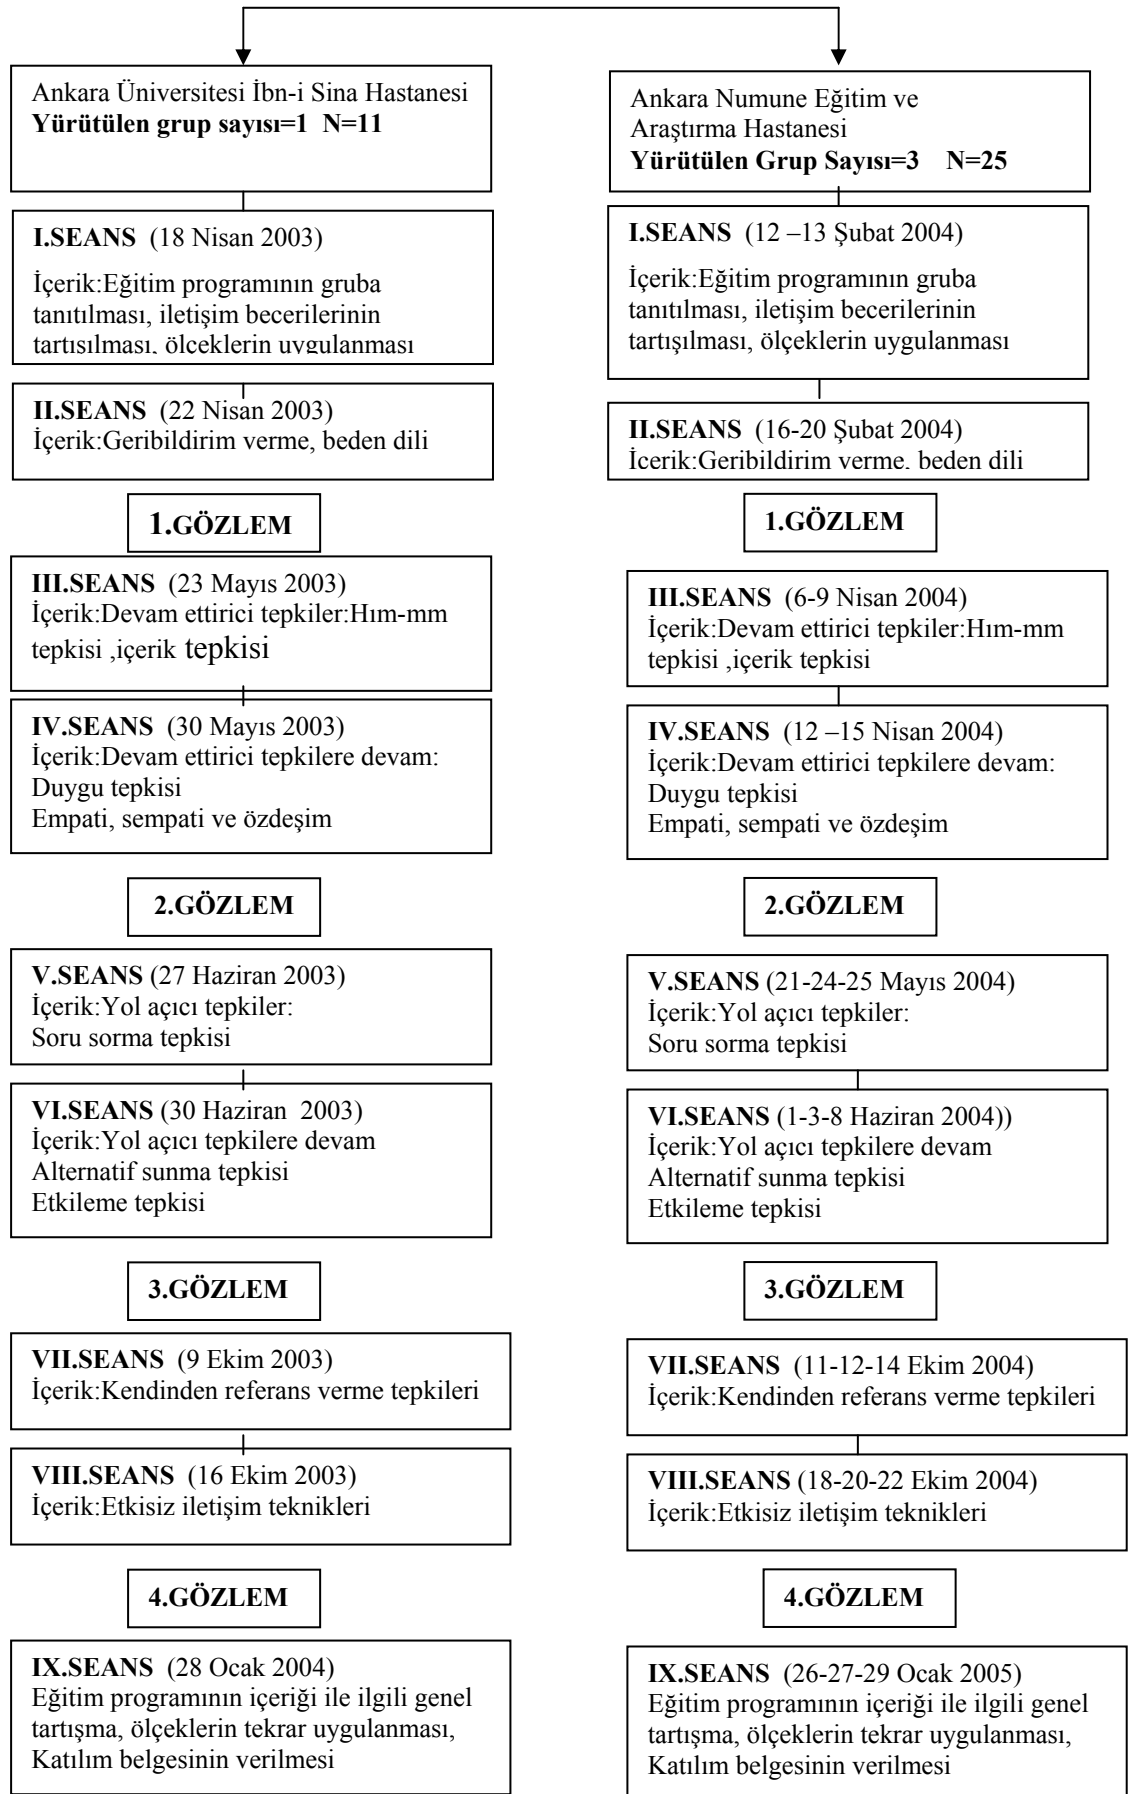 Ankara Üniversitesi İbn-i Sina Hastanesi
Yürütülen grup sayısı=1 N=11
I.SEANS (18 Nisan 2003)
İçerik:Eğitim programının gruba
tanıtılması, iletişim becerilerinin
tartışılması, ölçeklerin uygulanması
II.SEANS (22 Nisan 2003)
İçerik:Geribildirim verme, beden dili
1.GÖZLEM
III.SEANS (23 Mayıs 2003)
İçerik:Devam ettirici tepkiler:Hım-mm
tepkisi ,içerik tepkisi
IV.SEANS (30 Mayıs 2003)
İçerik:Devam ettirici tepkilere devam:
Duygu tepkisi
Empati, sempati ve özdeşim
2.GÖZLEM
V.SEANS (27 Haziran 2003)
İçerik:Yol açıcı tepkiler:
Soru sorma tepkisi
VI.SEANS (30 Haziran 2003)
İçerik:Yol açıcı tepkilere devam
Alternatif sunma tepkisi
Etkileme tepkisi
3.GÖZLEM
VII.SEANS (9 Ekim 2003)
İçerik:Kendinden referans verme tepkileri
VIII.SEANS (16 Ekim 2003)
İçerik:Etkisiz iletişim teknikleri
4.GÖZLEM
IX.SEANS (28 Ocak 2004)
Eğitim programının içeriği ile ilgili genel
tartışma, ölçeklerin tekrar uygulanması,
Katılım belgesinin verilmesi
Ankara Numune Eğitim ve
Araştırma Hastanesi
Yürütülen Grup Sayısı=3 N=25
I.SEANS (12 –13 Şubat 2004)
İçerik:Eğitim programının gruba
tanıtılması, iletişim becerilerinin
tartışılması, ölçeklerin uygulanması
II.SEANS (16-20 Şubat 2004)
İçerik:Geribildirim verme, beden dili
1.GÖZLEM
III.SEANS (6-9 Nisan 2004)
İçerik:Devam ettirici tepkiler:Hım-mm
tepkisi ,içerik tepkisi
IV.SEANS (12 –15 Nisan 2004)
İçerik:Devam ettirici tepkilere devam:
Duygu tepkisi
Empati, sempati ve özdeşim
2.GÖZLEM
V.SEANS (21-24-25 Mayıs 2004)
İçerik:Yol açıcı tepkiler:
Soru sorma tepkisi
VI.SEANS (1-3-8 Haziran 2004))
İçerik:Yol açıcı tepkilere devam
Alternatif sunma tepkisi
Etkileme tepkisi
3.GÖZLEM
VII.SEANS (11-12-14 Ekim 2004)
İçerik:Kendinden referans verme tepkileri
VIII.SEANS (18-20-22 Ekim 2004)
İçerik:Etkisiz iletişim teknikleri
4.GÖZLEM
IX.SEANS (26-27-29 Ocak 2005)
Eğitim programının içeriği ile ilgili genel
tartışma, ölçeklerin tekrar uygulanması,
Katılım belgesinin verilmesi